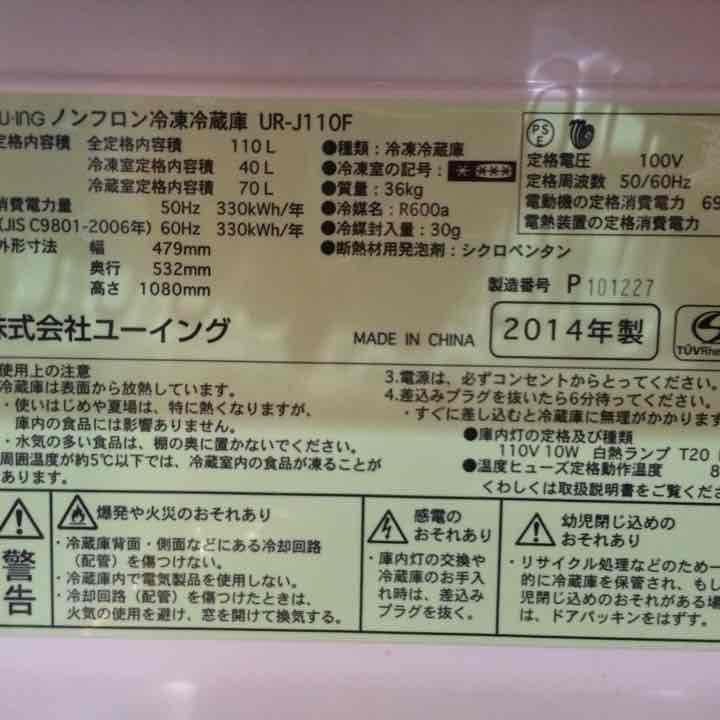 U-ING ノンフロン冷凍冷蔵庫 UR-J110F
定格内容積 全定格内容積 110 L
冷凍室定格内容積 40 L
冷蔵室定格内容積 70 L
消費電力量 50Hz 330kWh/年
(JIS C9801-2006年) 60Hz 330kWh/年
外形寸法 幅 479mm
奥行 532mm
高さ 1080mm
●種類：冷凍冷蔵庫
●冷凍室の記号：* ***
●質量：36kg
●冷媒名：R600a
●冷媒封入量：30g
●断熱材用発泡剤：シクロペンタン
PS
E
定格電圧 100V
定格周波数 50/60Hz
電動機の定格消費電力 69
電熱装置の定格消費電力
製造番号 P 101227
株式会社ユーイング MADE IN CHINA 2014年製
使用上の注意
冷蔵庫は表面から放熱しています。
・使いはじめや夏場は、特に熱くなりますが、
庫内の食品には影響ありません。
・水気の多い食品は、棚の奥に置かないでください。
周囲温度が約5℃以下では、冷蔵室内の食品が凍ることが
あります。
3.電源は、必ずコンセントからとってください。
4.差込みプラグを抜いたら6分待ってください。
・すぐに差し込むと冷蔵庫に無理がかかります
●庫内灯の定格及び種類
110V 10W 白熱ランプ T20
●温度ヒューズ定格動作温度 8
くわしくは取扱説明書をご覧くださ
警告
爆発や火災のおそれあり
・冷蔵庫背面・側面などにある冷却回路
(配管)を傷つけない。
・冷蔵庫内で電気製品を使用しない。
・冷却回路(配管)を傷つけたときは、
火気の使用を避け、窓を開けて換気する。
感電の
おそれあり
・庫内灯の交換や
冷蔵庫のお手入
れ時は、差込み
プラグを抜く。
幼児閉じ込めの
おそれあり
・リサイクル処理などのため一
的に冷蔵庫を保管され、もし
児閉じ込めのおそれがある場
は、ドアパッキンをはずす。